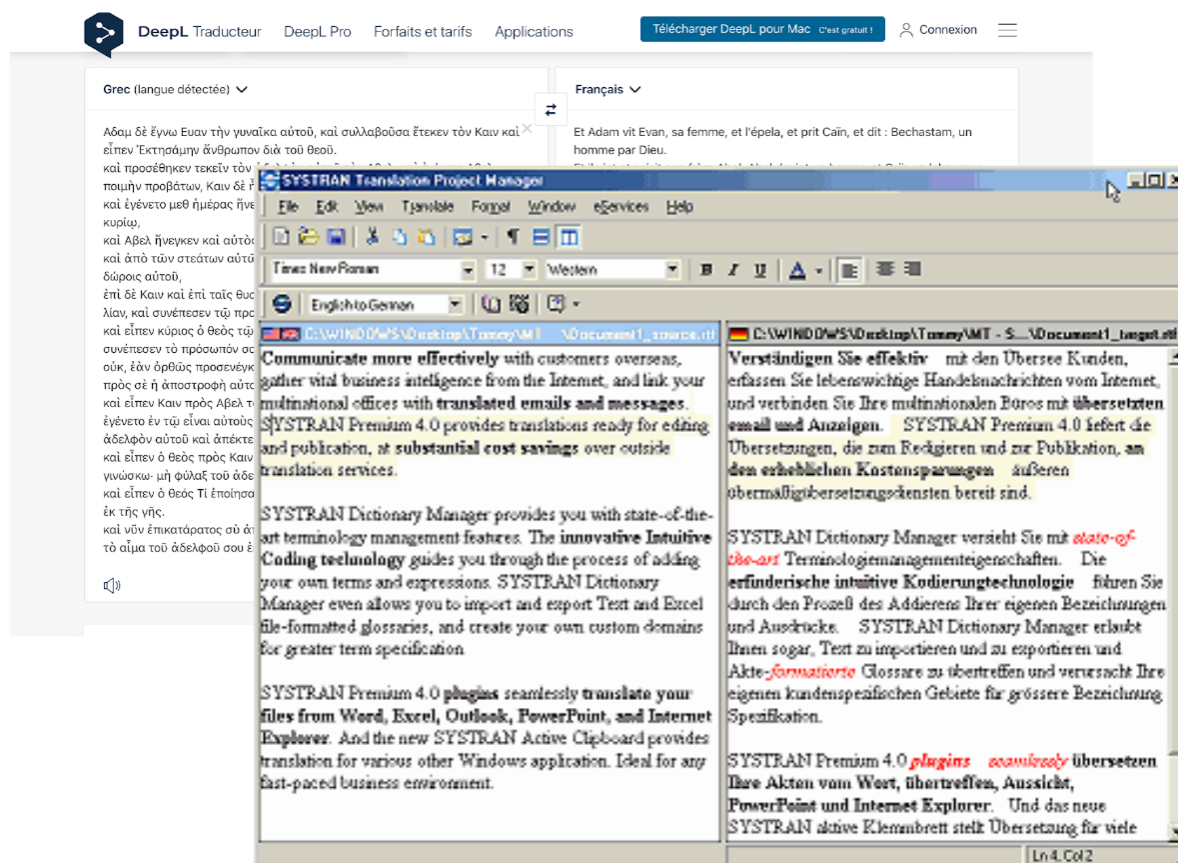 DeepL Traducteur DeepL Pro Forfaits et tarifs Applications Télécharger DeepL pour Mac C'est gratuit ! Connexion
Grec (langue détectée)
Αδαμ δὲ ἔγνω Ευαν τὴν γυναῖκα αὐτοῦ, καὶ συλλαβοῦσα ἔτεκεν τὸν Καιν καὶ
εἶπεν Ἐκτησάμην ἄνθρωπον διὰ τοῦ θεοῦ.
καὶ προσέθηκεν τεκεῖν τὸν
ποιμὴν προβάτων, Καιν δὲ
καὶ ἐγένετο μεθ ἡμέρας
κυρίῳ,
καὶ Αβελ ἤνεγκεν καὶ
καὶ ἀπὸ τῶν στεάτων
δώροις αὐτοῦ,
ἐπὶ δὲ Καιν καὶ ἐπὶ ταῖς
λίαν, καὶ συνέπεσεν τῷ
καὶ εἶπεν κύριος ὁ θεὸς τῷ
συνέπεσεν τὸ πρόσωπόν
οὐκ, ἐὰν ὀρθῶς
πρὸς σὲ ἡ ἀποστροφὴ
καὶ εἶπεν Καιν πρὸς Αβελ
ἐγένετο ἐν τῷ εἶναι αὐτοὺς
ἀδελφὸν αὐτοῦ καὶ
καὶ εἶπεν ὁ θεὸς πρὸς Καιν
γινώσκω· μὴ φύλαξ τοῦ
καὶ εἶπεν ὁ θεός Τί
ἐκ τῆς γῆς.
καὶ νῦν ἐπικατάρατος σὺ
τὸ αἷμα τοῦ ἀδελφοῦ σου
Français
Et Adam vit Evan, sa femme, et l'épela, et prit Caïn, et dit : Bechastam, un
homme par Dieu.
SYSTRAN Translation Project Manager
File Edit View Translate Format Window eServices Help
Times New Roman 12 Western B I U A
English to German
C:\WINDOWS\Desktop\Tommy\MT \Document1_source.rtf
Communicate more effectively with customers overseas,
gather vital business intelligence from the Internet, and link your
multinational offices with translated emails and messages.
SYSTRAN Premium 4.0 provides translations ready for editing
and publication, at substantial cost savings over outside
translation services.
SYSTRAN Dictionary Manager provides you with state-of-the-
art terminology management features. The innovative Intuitive
Coding technology guides you through the process of adding
your own terms and expressions. SYSTRAN Dictionary
Manager even allows you to import and export Text and Excel
file-formatted glossaries, and create your own custom domains
for greater term specification.
SYSTRAN Premium 4.0 plugins seamlessly translate your
files from Word, Excel, Outlook, PowerPoint, and Internet
Explorer. And the new SYSTRAN Active Clipboard provides
translation for various other Windows application. Ideal for any
fast-paced business environment.
C:\WINDOWS\Desktop\Tommy\MT - S...\Document1_target.rtf
Verständigen Sie effektiv mit den Übersee Kunden,
erfassen Sie lebenswichtige Handelsnachrichten vom Internet,
und verbinden Sie Ihre multinationalen Büros mit übersetzten
email und Anzeigen. SYSTRAN Premium 4.0 liefert die
Übersetzungen, die zum Redigieren und zur Publikation, an
den erheblichen Kostensparungen äußeren
übermäßigübersetzungsdiensten bereit sind.
SYSTRAN Dictionary Manager versieht Sie mit state-of-
the-art Terminologiemanagementeigenschaften. Die
erfinderische intuitive Kodierungtechnologie führen Sie
durch den Prozeß des Addierens Ihrer eigenen Bezeichnungen
und Ausdrücke. SYSTRAN Dictionary Manager erlaubt
Ihnen sogar, Text zu importieren und zu exportieren und
Akte-formatierte Glossare zu übertreffen und verursacht Ihre
eigenen kundenspezifischen Gebiete für grössere Bezeichnung
Spezifikation.
SYSTRAN Premium 4.0 plugins seamlessly übersetzen
Ihre Akten vom Wort, übertreffen, Aussicht,
PowerPoint und Internet Explorer. Und das neue
SYSTRAN aktive Klemmbrett stellt Übersetzung für viele
Ln 4, Col 2